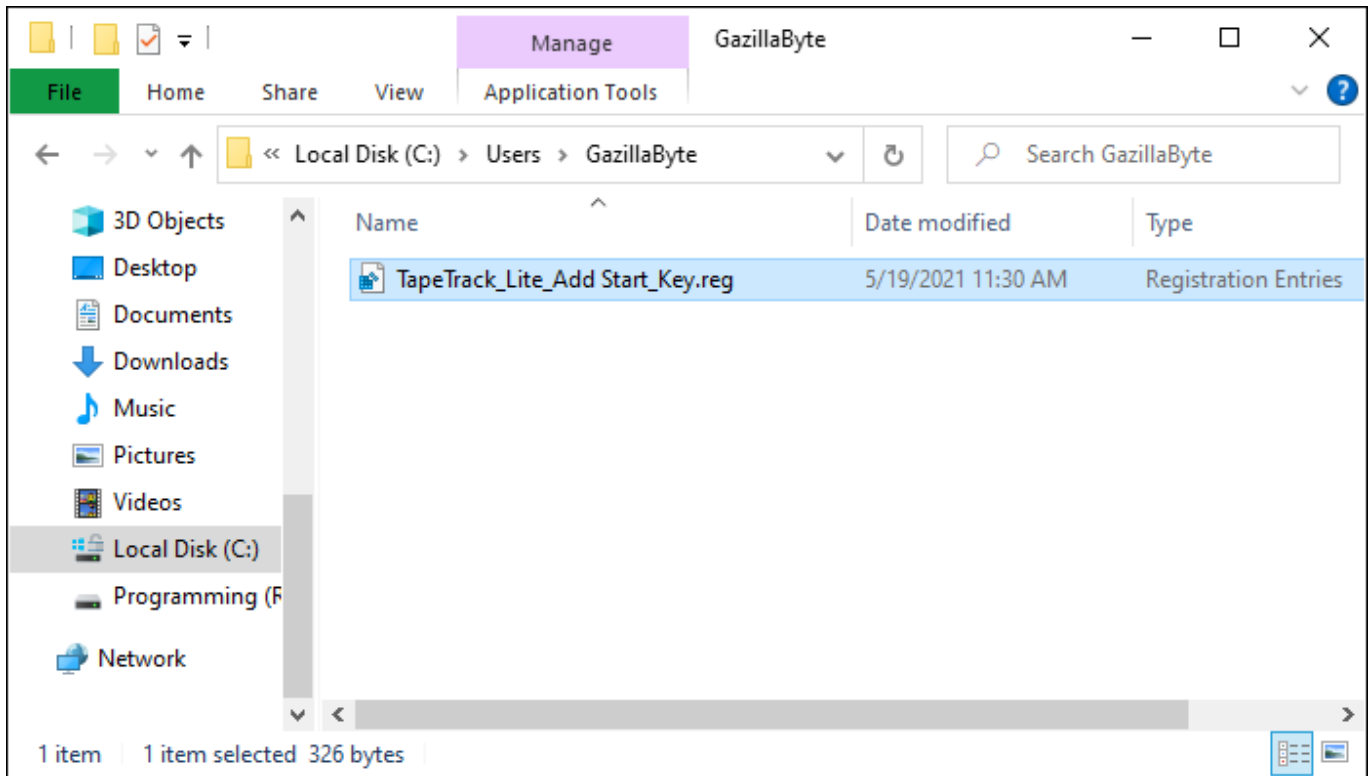 Manage GazillaByte
File Home Share View Application Tools
« Local Disk (C:) > Users > GazillaByte Search GazillaByte
Name Date modified Type
3D Objects
TapeTrack_Lite_Add Start_Key.reg 5/19/2021 11:30 AM Registration Entries
Desktop
Documents
Downloads
Music
Pictures
Videos
Local Disk (C:)
Programming (R
Network
1 item 1 item selected 326 bytes